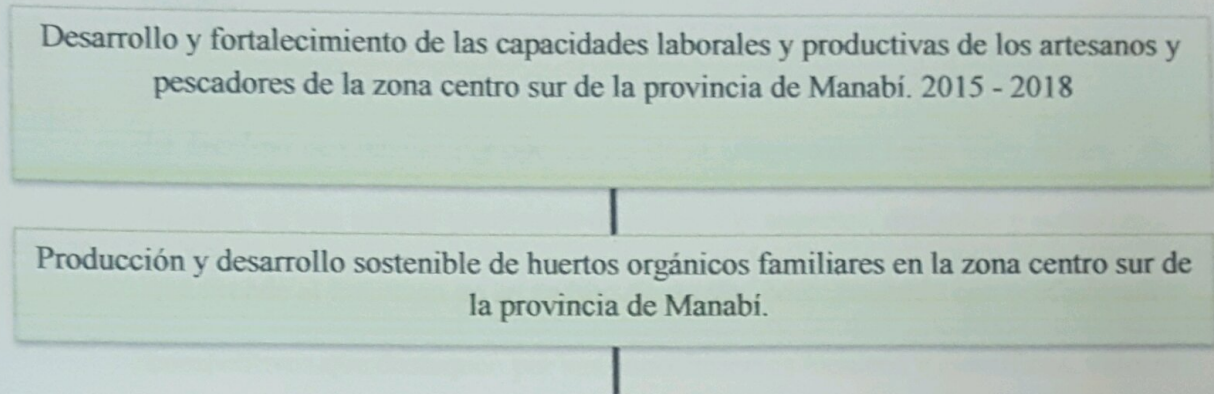 Desarrollo y fortalecimiento de las capacidades laborales y productivas de los artesanos y
pescadores de la zona centro sur de la provincia de Manabí. 2015 - 2018
Producción y desarrollo sostenible de huertos orgánicos familiares en la zona centro sur de
la provincia de Manabí.